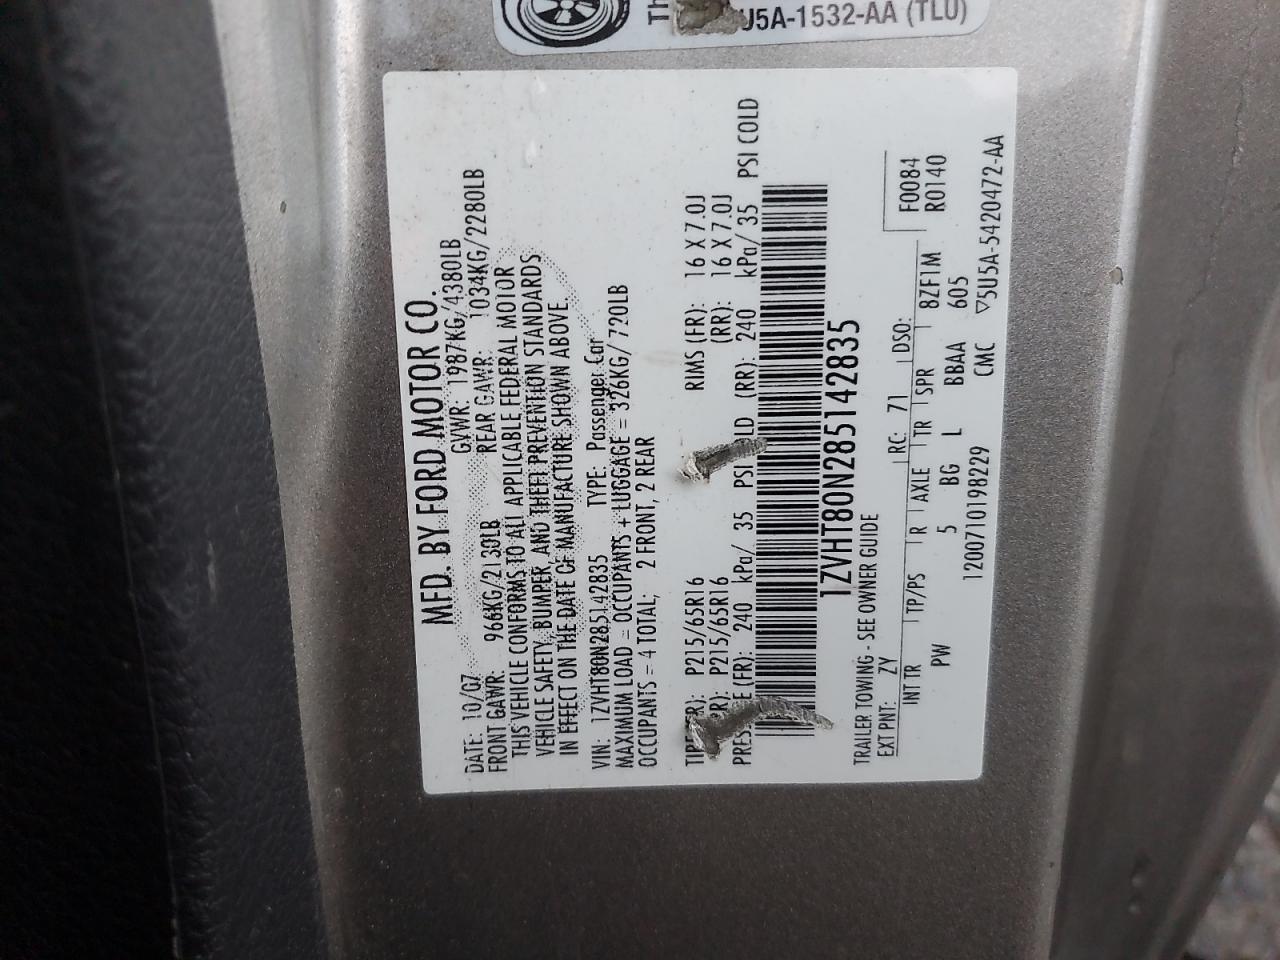 U5A-1532-AA (TLU)
MFD. BY FORD MOTOR CO.
DATE: 10/07 GVWR: 1987KG/4380LB
FRONT GAWR: 966KG/2130LB REAR GAWR: 1034KG/2280LB
THIS VEHICLE CONFORMS TO ALL APPLICABLE FEDERAL MOTOR
VEHICLE SAFETY, BUMPER, AND THEFT PREVENTION STANDARDS
IN EFFECT ON THE DATE OF MANUFACTURE SHOWN ABOVE.
VIN: 1ZVHT80N285142835 TYPE: Passenger Car
MAXIMUM LOAD = OCCUPANTS + LUGGAGE = 326KG/720LB
OCCUPANTS = 4 TOTAL; 2 FRONT, 2 REAR
R): P215/65R16 RIMS (FR): 16 X 7.0J
R): P215/65R16 (RR): 16 X 7.0J
(FR): 240 kPa/ 35 PSI LD (RR): 240 kPa/ 35 PSI COLD
1ZVHT80N285142835
TRAILER TOWING - SEE OWNER GUIDE
EXT PNT: ZY RC: 71 DSO: F0084
INT TR TP/PS R AXLE TR SPR 8ZF1M R0140
PW 5 BG L BBAA 605
1200710198229 CMC ▽5U5A-5420472-AA